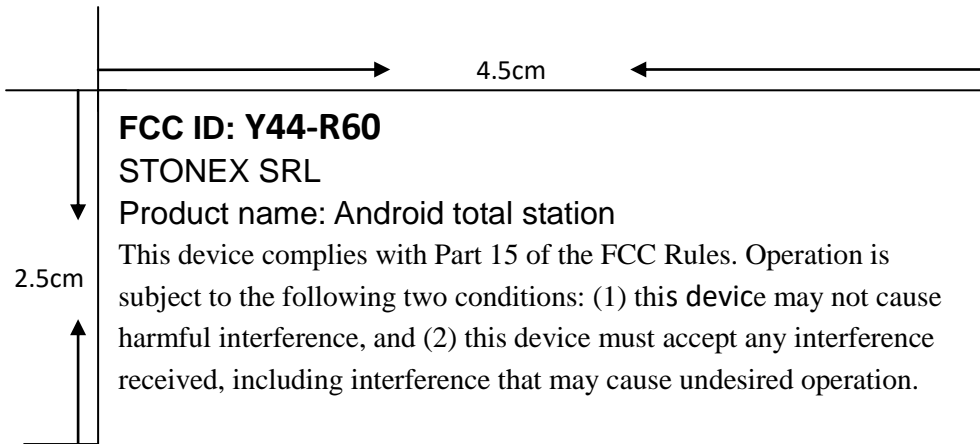 4.5cm
FCC ID: Y44-R60
STONEX SRL
Product name: Android total station
This device complies with Part 15 of the FCC Rules. Operation is
2.5cm
subject to the following two conditions: (1) this device may not cause
harmful interference, and (2) this device must accept any interference
received, including interference that may cause undesired operation.